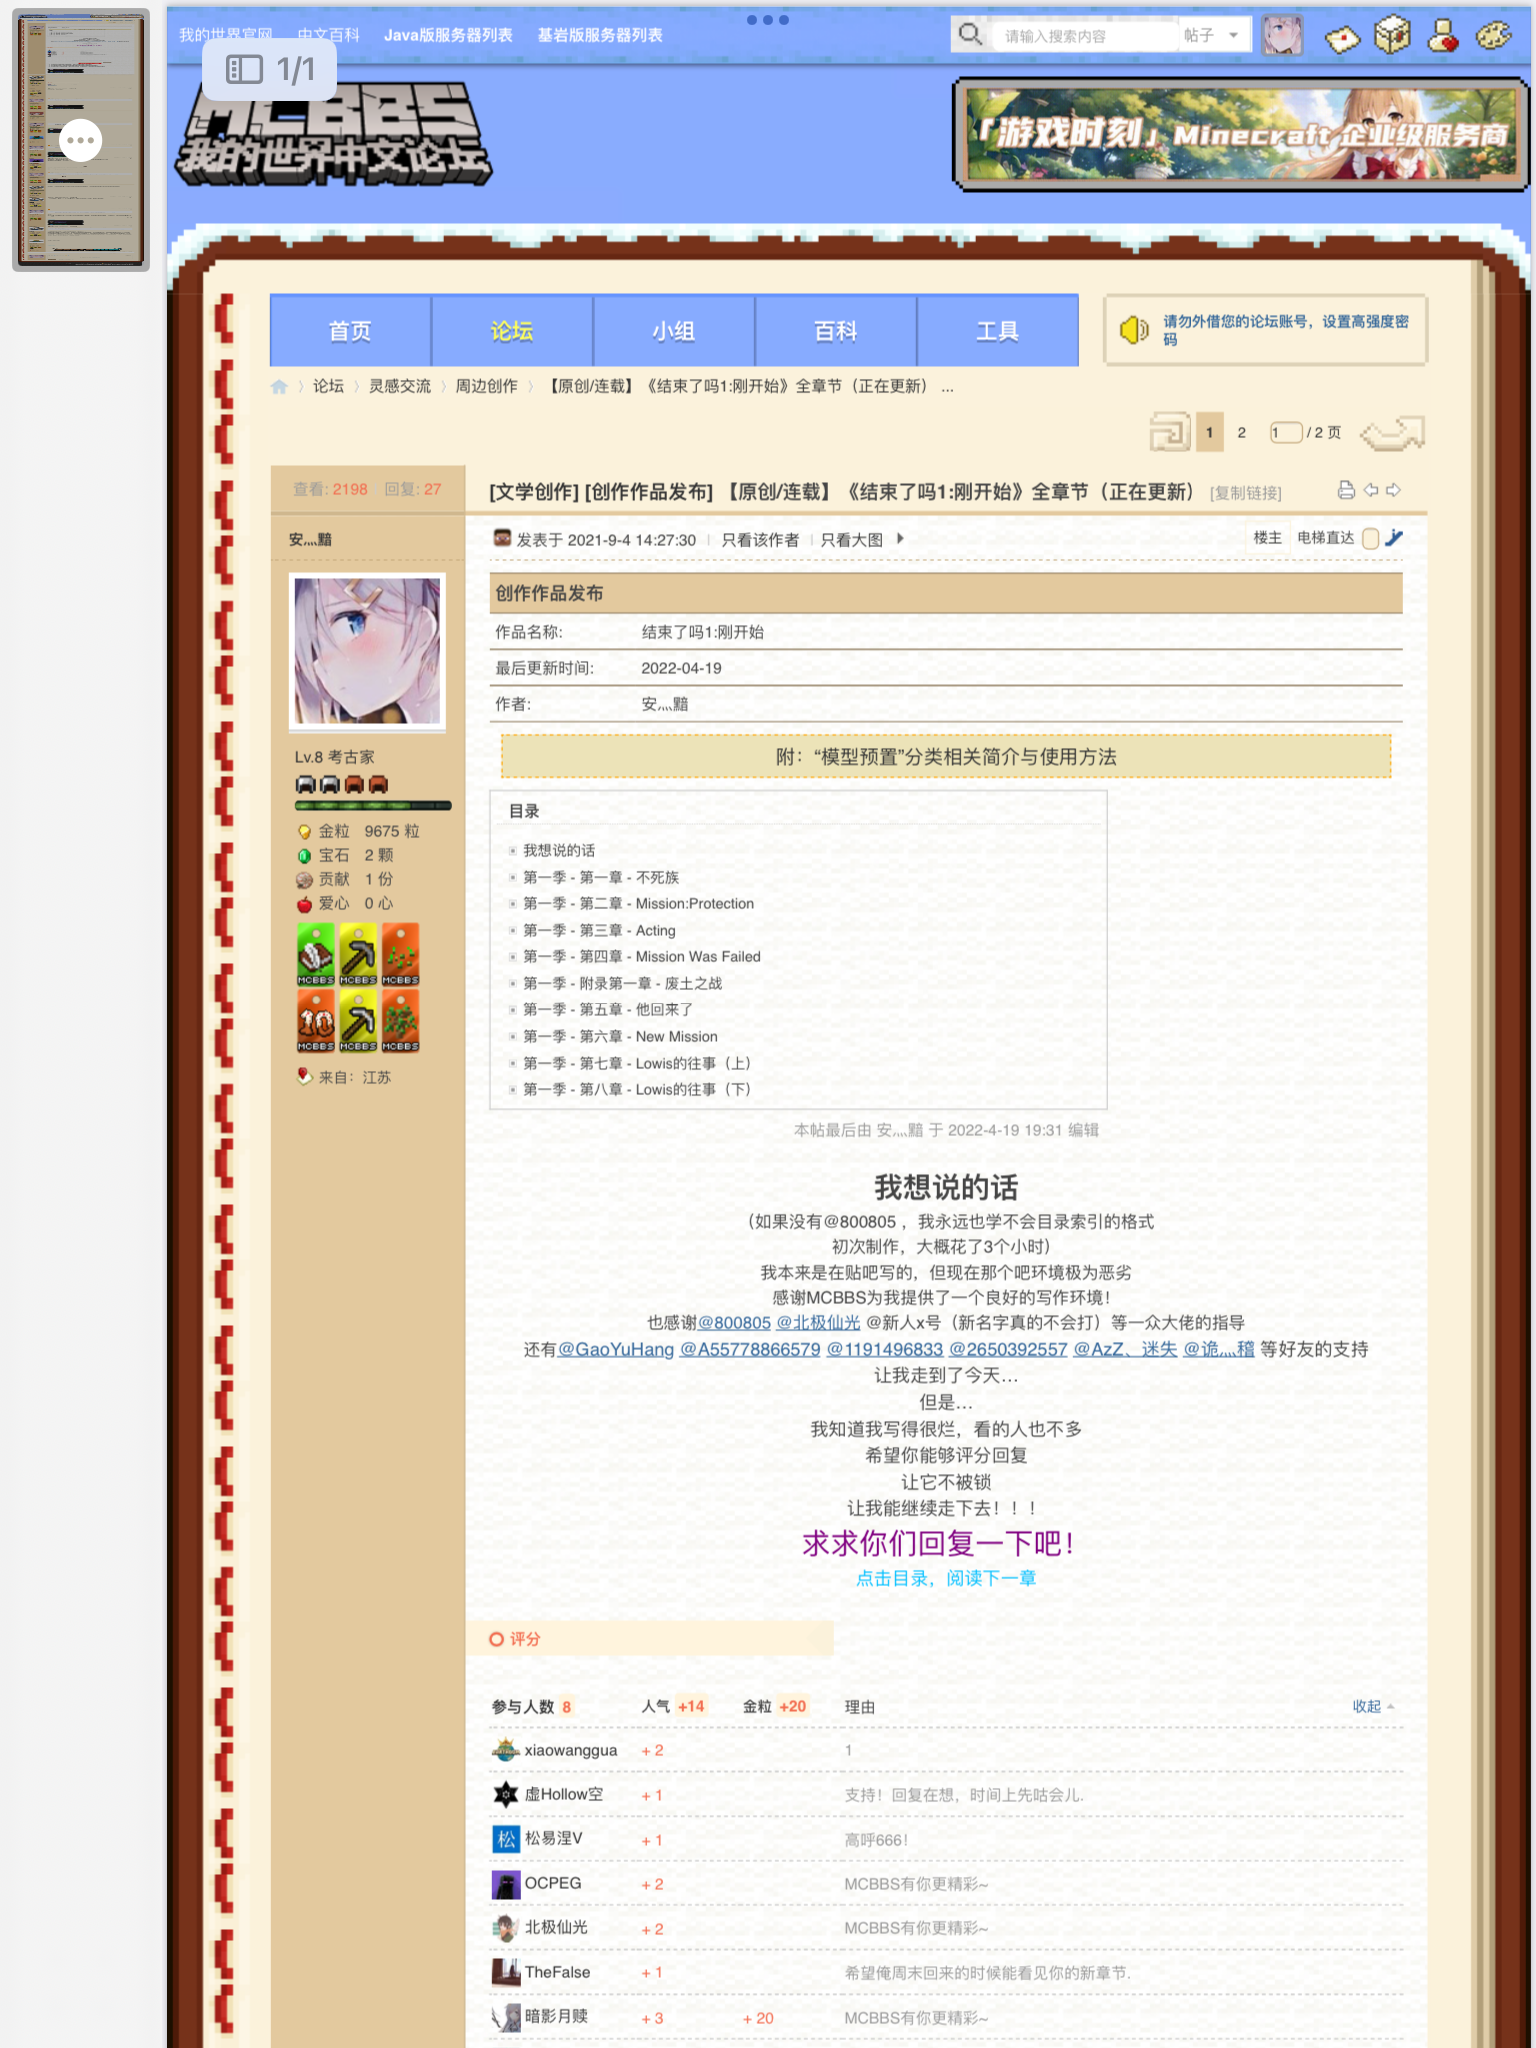 我的世界官网 中文百科 Java版服务器列表 基岩版服务器列表
请输入搜索内容 帖子
1/1
MCBBS
我的世界中文论坛
「游戏时刻」Minecraft 企业级服务商
首页 论坛 小组 百科 工具
请勿外借您的论坛账号，设置高强度密
码
论坛 灵感交流 周边创作 【原创/连载】《结束了吗1:刚开始》全章节（正在更新） ...
1 2 1 / 2 页
查看: 2198 回复: 27
[文学创作] [创作作品发布] 【原创/连载】《结束了吗1:刚开始》全章节（正在更新） [复制链接]
安灬黯
发表于 2021-9-4 14:27:30 只看该作者 只看大图
楼主 电梯直达
创作作品发布
作品名称: 结束了吗1:刚开始
最后更新时间: 2022-04-19
作者: 安灬黯
附：“模型预置”分类相关简介与使用方法
Lv.8 考古家
金粒 9675 粒
宝石 2 颗
贡献 1 份
爱心 0 心
MCBBS MCBBS MCBBS
10
MCBBS MCBBS MCBBS
来自：江苏
目录
我想说的话
第一季 - 第一章 - 不死族
第一季 - 第二章 - Mission:Protection
第一季 - 第三章 - Acting
第一季 - 第四章 - Mission Was Failed
第一季 - 附录第一章 - 废土之战
第一季 - 第五章 - 他回来了
第一季 - 第六章 - New Mission
第一季 - 第七章 - Lowis的往事（上）
第一季 - 第八章 - Lowis的往事（下）
本帖最后由 安灬黯 于 2022-4-19 19:31 编辑
我想说的话
（如果没有@800805 ，我永远也学不会目录索引的格式
初次制作，大概花了3个小时）
我本来是在贴吧写的，但现在那个吧环境极为恶劣
感谢MCBBS为我提供了一个良好的写作环境！
也感谢@800805 @北极仙光 @新人x号（新名字真的不会打）等一众大佬的指导
还有@GaoYuHang @A55778866579 @1191496833 @2650392557 @AzZ、迷失 @诡灬稽 等好友的支持
让我走到了今天…
但是…
我知道我写得很烂，看的人也不多
希望你能够评分回复
让它不被锁
让我能继续走下去！！！
求求你们回复一下吧！
点击目录，阅读下一章
评分
参与人数 8 人气 +14 金粒 +20 理由 收起
xiaowanggua + 2 1
虚Hollow空 + 1 支持！回复在想，时间上先咕会儿.
松
松易涅V + 1 高呼666！
OCPEG + 2 MCBBS有你更精彩~
北极仙光 + 2 MCBBS有你更精彩~
TheFalse + 1 希望俺周末回来的时候能看见你的新章节.
暗影月赎 + 3 + 20 MCBBS有你更精彩~